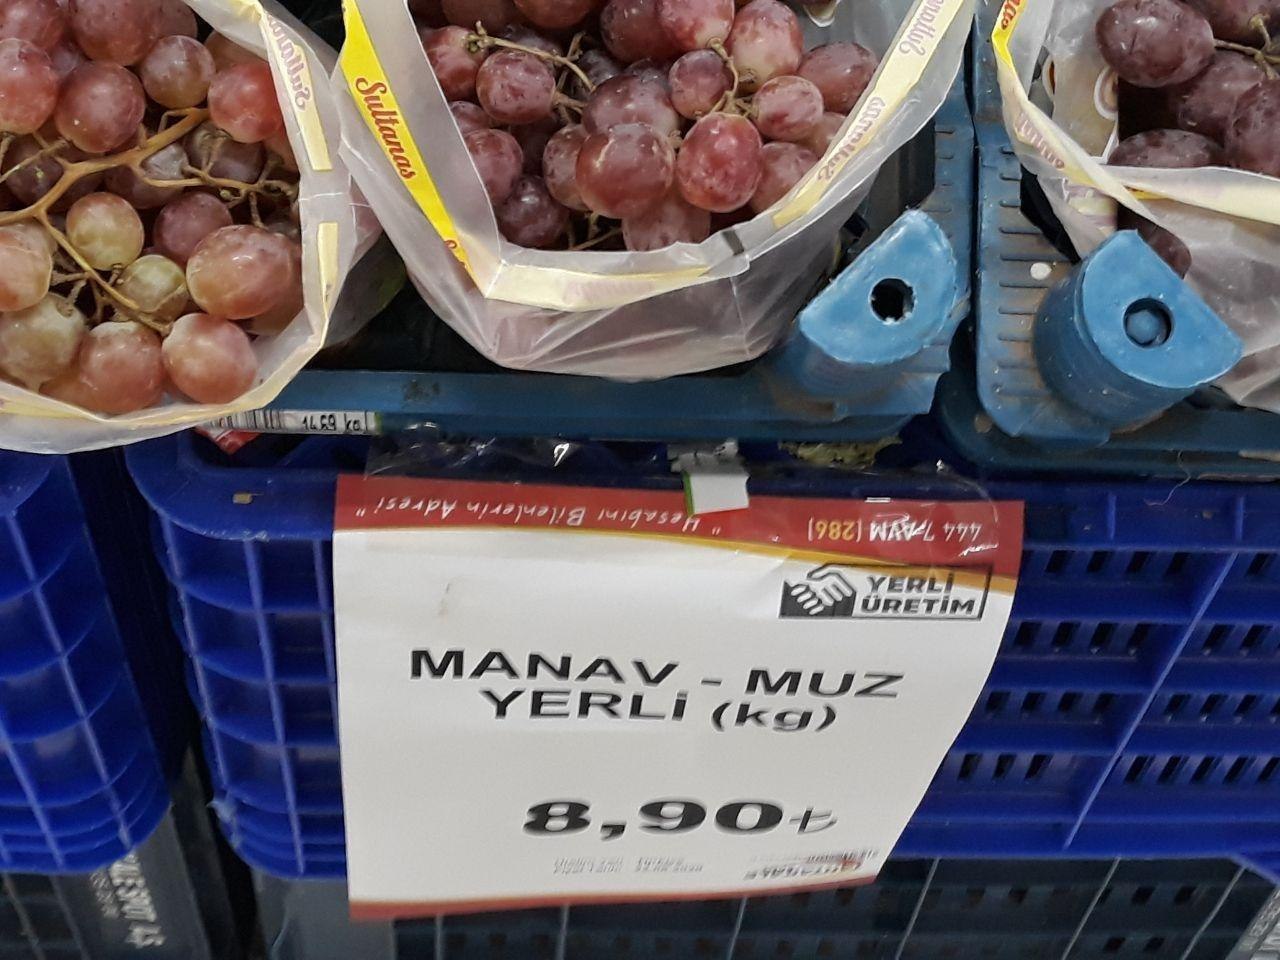 Sultanas
14.69 kg
"Hesabını Bilenlerin Adresi"
444 7 AVM (286)
YERLİ
ÜRETİM
MANAV - MUZ
YERLİ (kg)
8,90₺